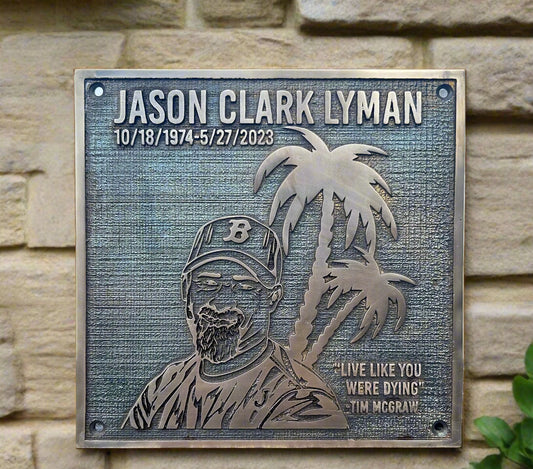 JASON CLARK LYMAN
10/18/1974-5/27/2023
B
"LIVE LIKE YOU
WERE DYING"
-TIM MCGRAW